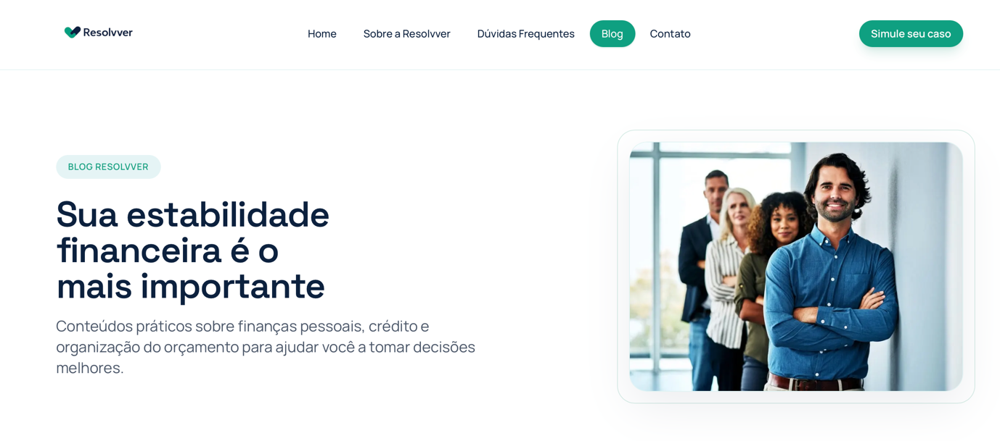 Resolvver
Home
Sobre a Resolvver
Dúvidas Frequentes
Blog
Contato
Simule seu caso
BLOG RESOLVVER
Sua estabilidade
financeira é o
mais importante
Conteúdos práticos sobre finanças pessoais, crédito e
organização do orçamento para ajudar você a tomar decisões
melhores.